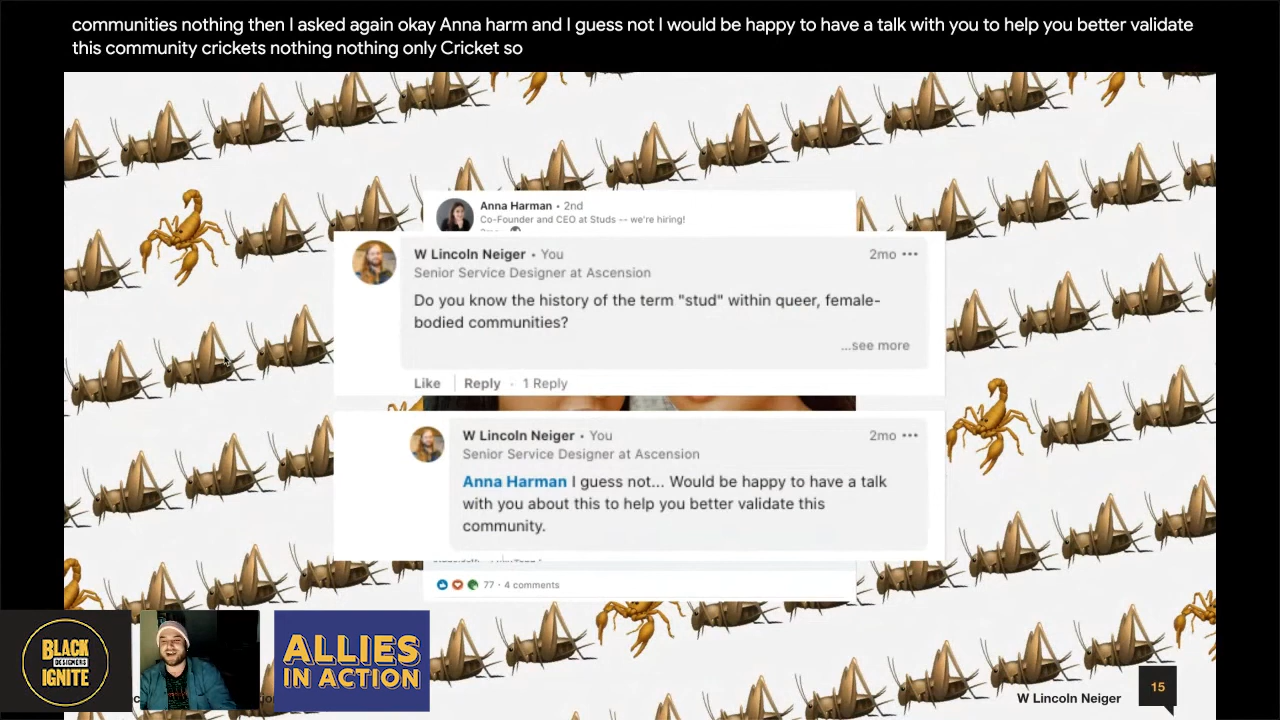 communities nothing then I asked again okay Anna harm and I guess not I would be happy to have a talk with you to help you better validate
this community crickets nothing nothing only Cricket so
Anna Harman • 2nd
Co-Founder and CEO at Studs -- we're hiring!
W Lincoln Neiger • You
2mo •••
Senior Service Designer at Ascension
Do you know the history of the term "stud" within queer, female-
bodied communities?
...see more
Like | Reply · 1 Reply
W Lincoln Neiger • You
2mo •••
Senior Service Designer at Ascension
Anna Harman I guess not... Would be happy to have a talk
with you about this to help you better validate this
community.
77 · 4 comments
BLACK
DESIGNERS
IGNITE
ALLIES
IN ACTION
W Lincoln Neiger
15